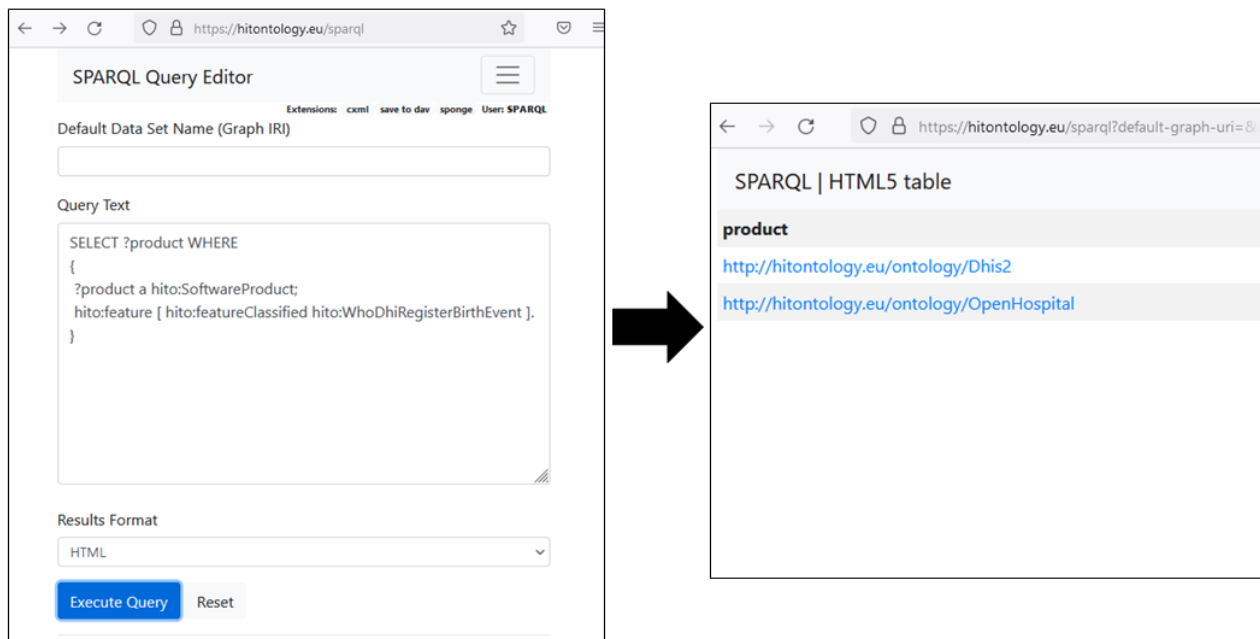 https://hitontology.eu/sparql
SPARQL Query Editor
Extensions: cxml save to dav sponge User: SPARQL
Default Data Set Name (Graph IRI)
Query Text
SELECT ?product WHERE
{
?product a hito:SoftwareProduct;
hito:feature [ hito:featureClassified hito:WhoDhiRegisterBirthEvent ].
}
Results Format
HTML
Execute Query Reset
https://hitontology.eu/sparql?default-graph-uri=&
SPARQL | HTML5 table
product
http://hitontology.eu/ontology/Dhis2
http://hitontology.eu/ontology/OpenHospital